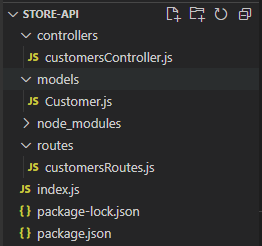 STORE-API
controllers
JS customersController.js
models
JS Customer.js
node_modules
routes
JS customersRoutes.js
JS index.js
{} package-lock.json
{} package.json